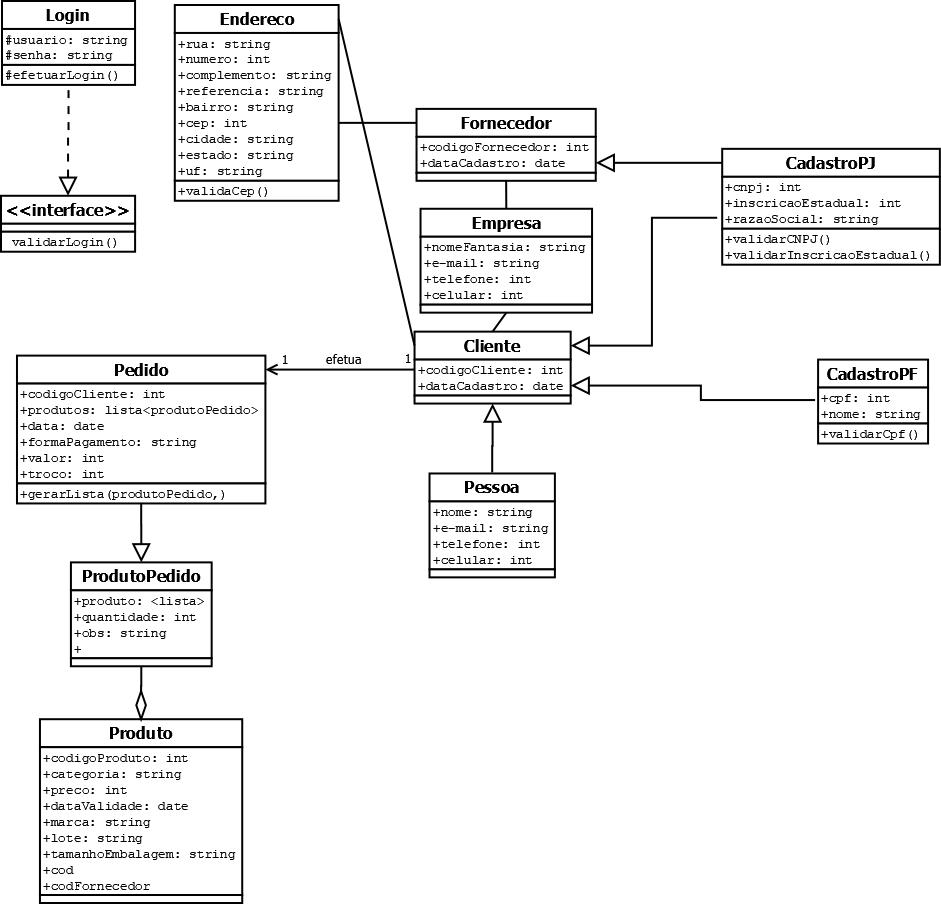 Login
#usuario: string
#senha: string
#efetuarLogin()
<<interface>>
validarLogin()
Endereco
+rua: string
+numero: int
+complemento: string
+referencia: string
+bairro: string
+cep: int
+cidade: string
+estado: string
+uf: string
+validaCep()
Fornecedor
+codigoFornecedor: int
+dataCadastro: date
CadastroPJ
+cnpj: int
+inscricaoEstadual: int
+razaoSocial: string
+validarCNPJ()
+validarInscricaoEstadual()
Empresa
+nomeFantasia: string
+e-mail: string
+telefone: int
+celular: int
Cliente
+codigoCliente: int
+dataCadastro: date
1 efetua 1
Pedido
+codigoCliente: int
+produtos: lista<produtoPedido>
+data: date
+formaPagamento: string
+valor: int
+troco: int
+gerarLista(produtoPedido,)
CadastroPF
+cpf: int
+nome: string
+validarCpf()
Pessoa
+nome: string
+e-mail: string
+telefone: int
+celular: int
ProdutoPedido
+produto: <lista>
+quantidade: int
+obs: string
+
Produto
+codigoProduto: int
+categoria: string
+preco: int
+dataValidade: date
+marca: string
+lote: string
+tamanhoEmbalagem: string
+cod
+codFornecedor